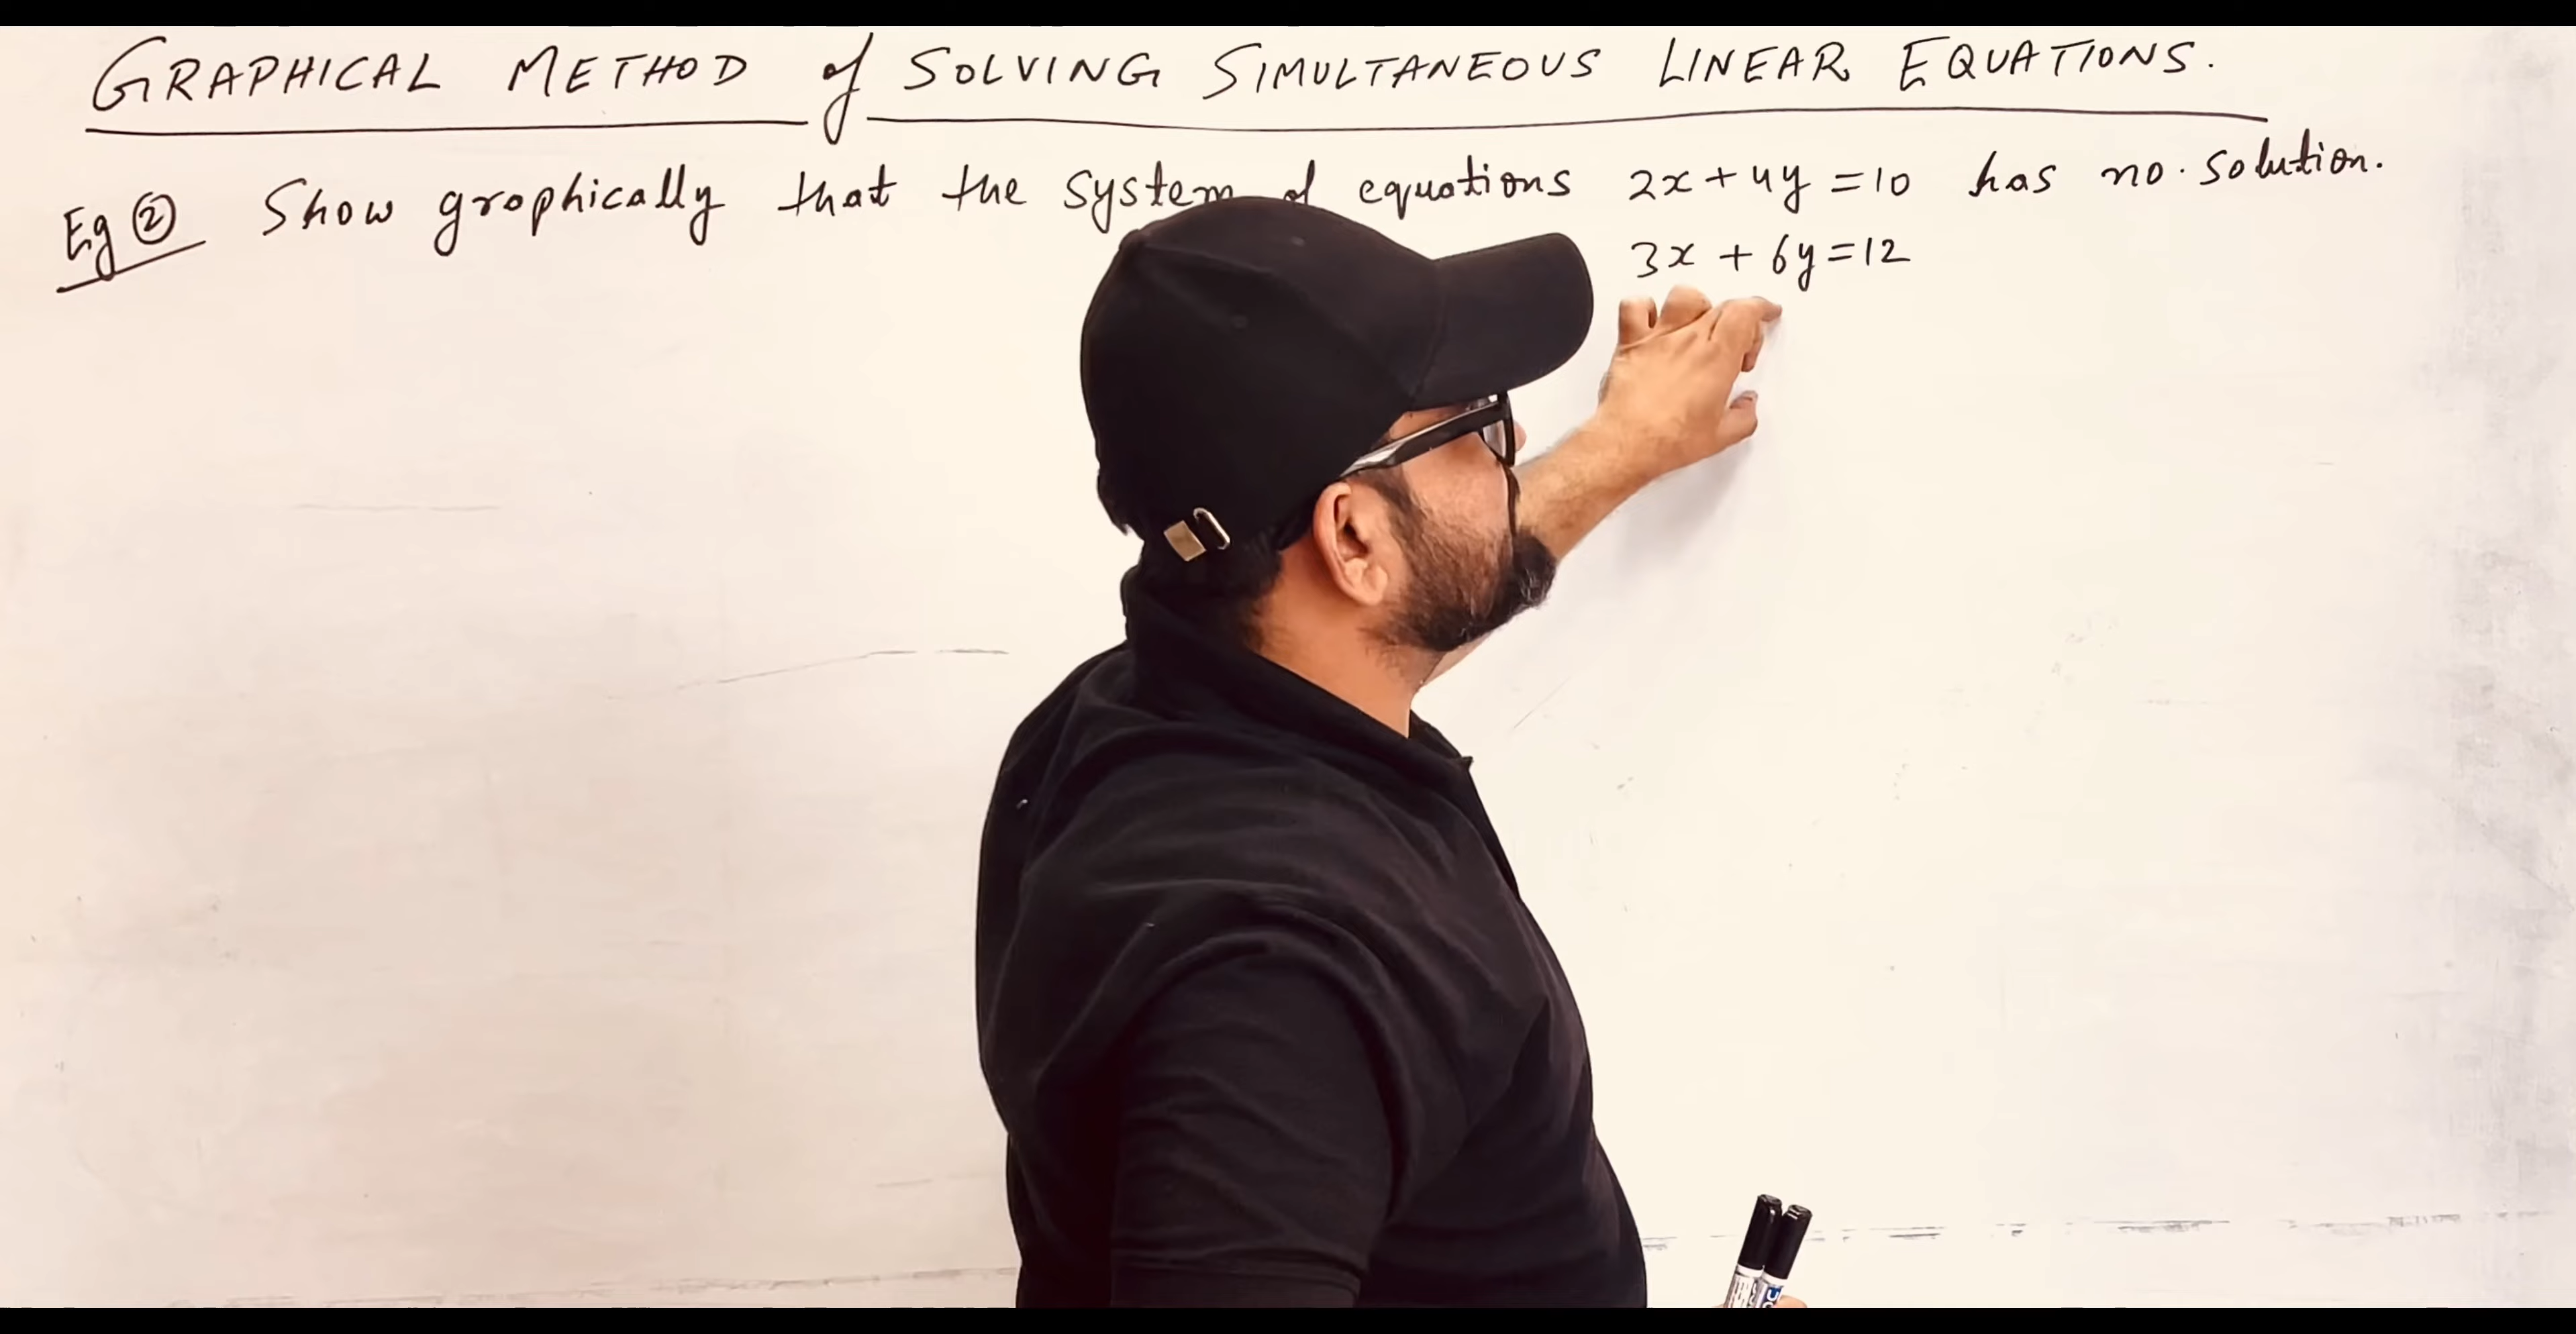 GRAPHICAL METHOD of SOLVING SIMULTANEOUS LINEAR EQUATIONS.
Eg ② Show graphically that the system of equations 2x + 4y = 10 has no. solution.
3x + 6y = 12